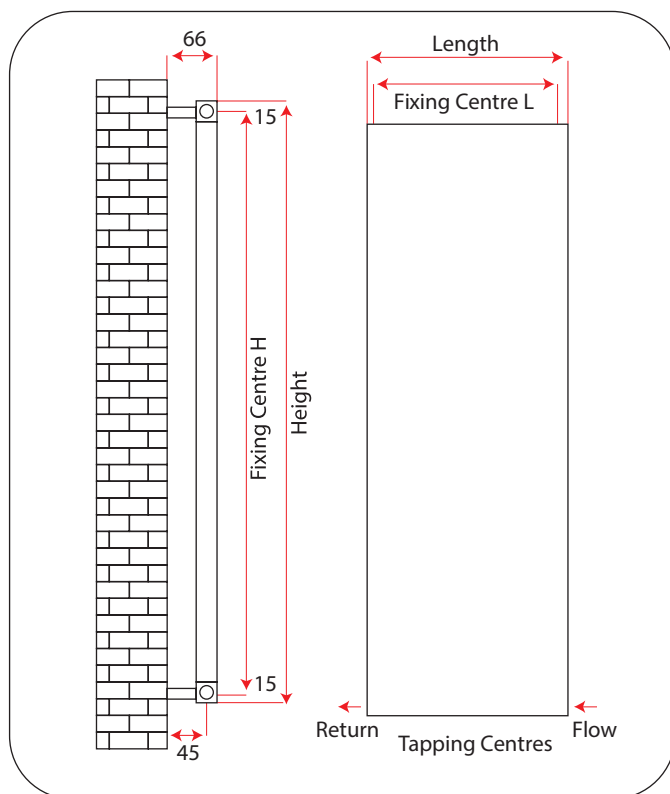 66
Length
Fixing Centre L
15
Fixing Centre H
Height
15
45
Return
Tapping Centres
Flow